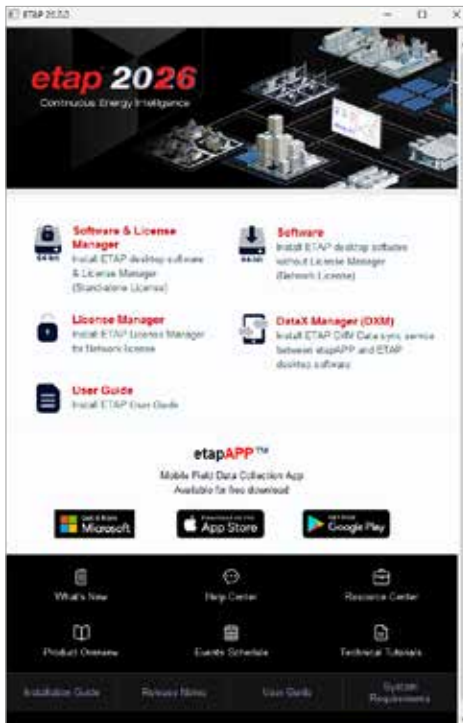 etap 2026
Continuous Energy Intelligence
Software & License
Manager
Install ETAP desktop software
& License Manager
(Stand-alone License)
Software
Install ETAP desktop software
without License Manager
(Network License)
License Manager
Install ETAP License Manager
for Network license
DataX Manager (DXM)
Install ETAP DXM Data sync service
between etapAPP and ETAP
desktop software
User Guide
Install ETAP User Guide
etapAPP™
Mobile Field Data Collection App
Available for free download
Microsoft
App Store
Google Play
What's New
Help Center
Resource Center
Product Overview
Events Schedule
Technical Tutorials
Installation Guide
Release Notes
User Guide
System
Requirements